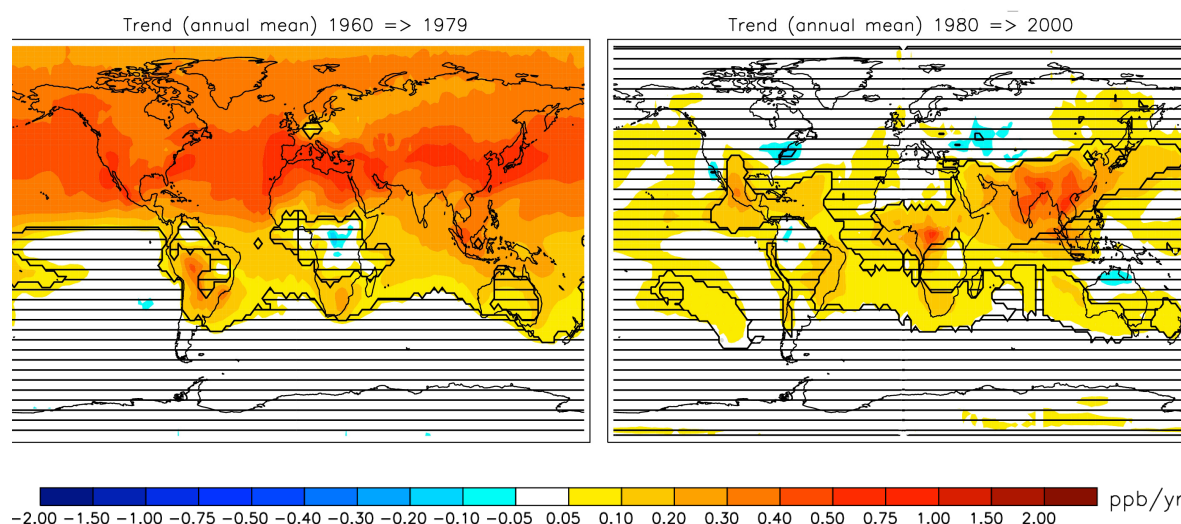 Trend (annual mean) 1960 => 1979
Trend (annual mean) 1980 => 2000
-2.00 -1.50 -1.00 -0.75 -0.50 -0.40 -0.30 -0.20 -0.10 -0.05 0.05 0.10 0.20 0.30 0.40 0.50 0.75 1.00 1.50 2.00 ppb/yr